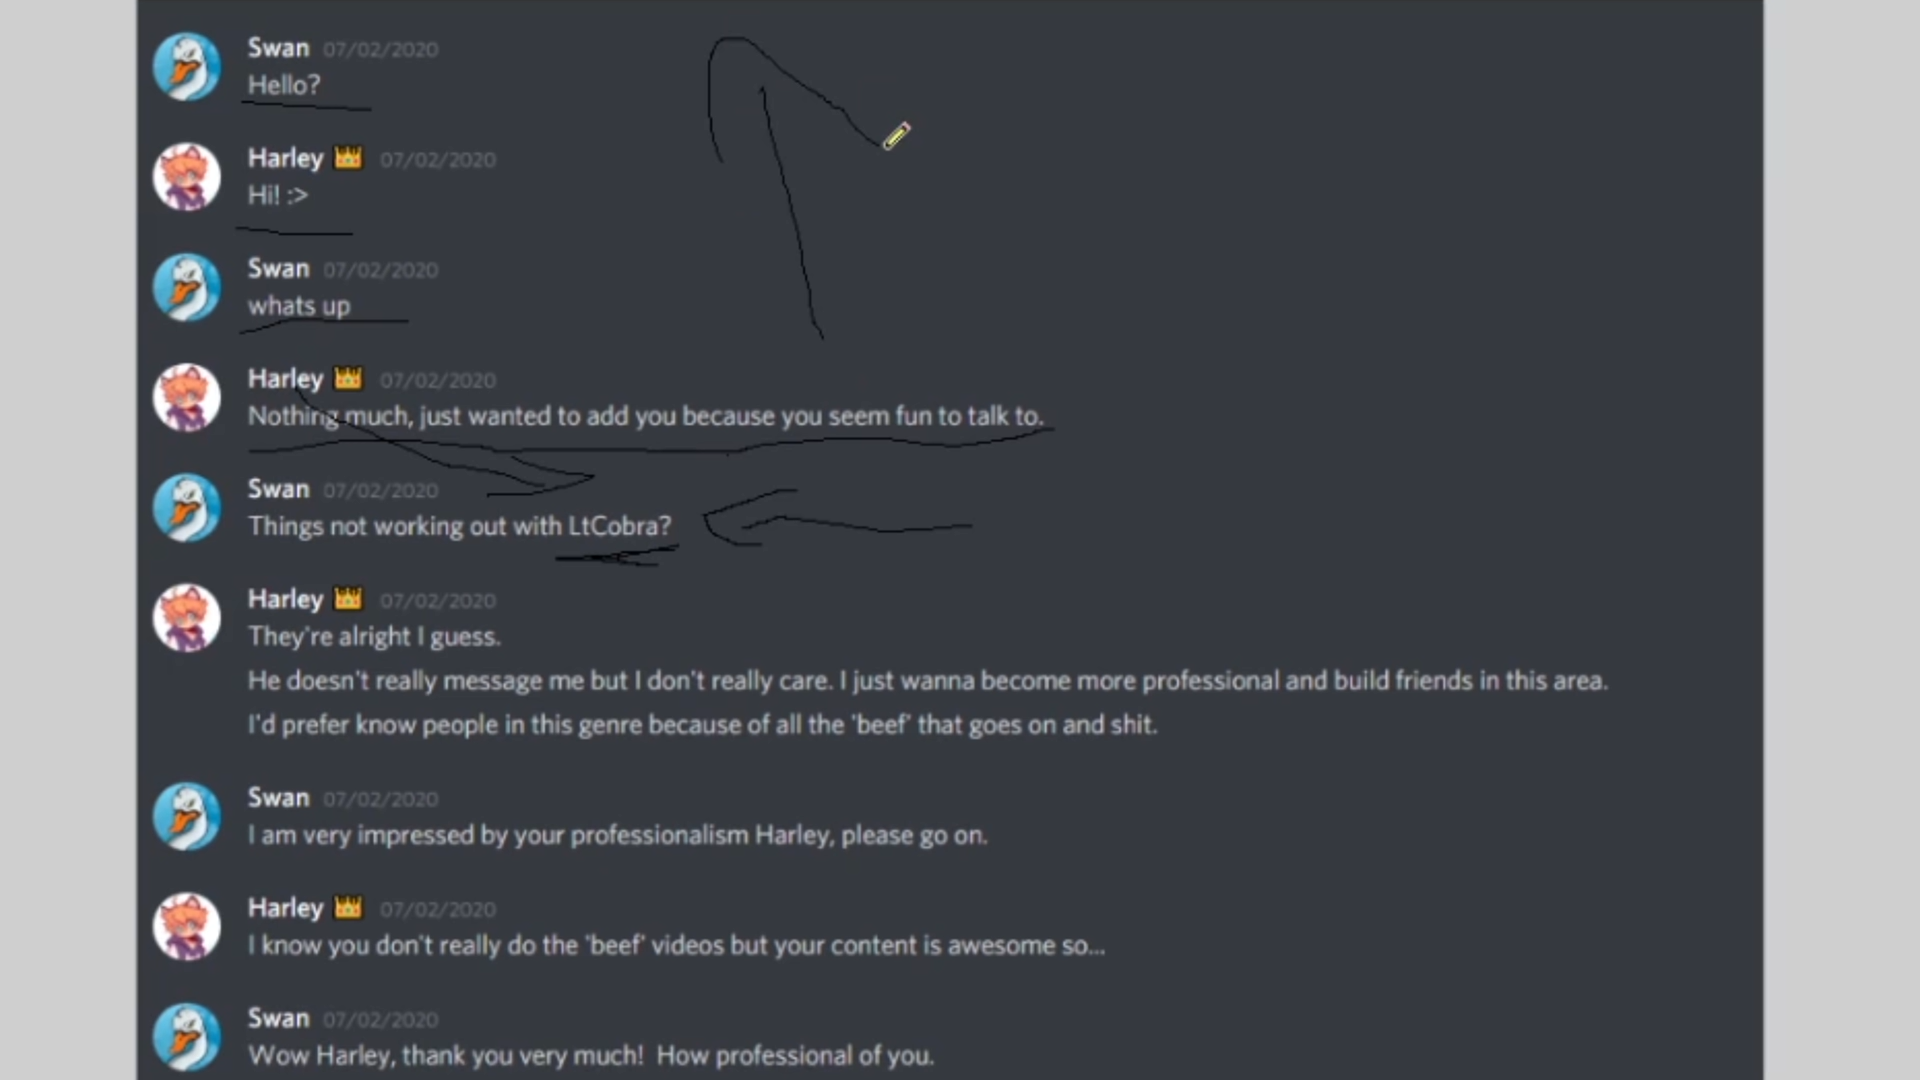 Swan 07/02/2020
Hello?
Harley 👑 07/02/2020
Hi! :>
Swan 07/02/2020
whats up
Harley 👑 07/02/2020
Nothing much, just wanted to add you because you seem fun to talk to.
Swan 07/02/2020
Things not working out with LtCobra?
Harley 👑 07/02/2020
They're alright I guess.
He doesn't really message me but I don't really care. I just wanna become more professional and build friends in this area.
I'd prefer know people in this genre because of all the 'beef' that goes on and shit.
Swan 07/02/2020
I am very impressed by your professionalism Harley, please go on.
Harley 👑 07/02/2020
I know you don't really do the 'beef' videos but your content is awesome so...
Swan 07/02/2020
Wow Harley, thank you very much! How professional of you.